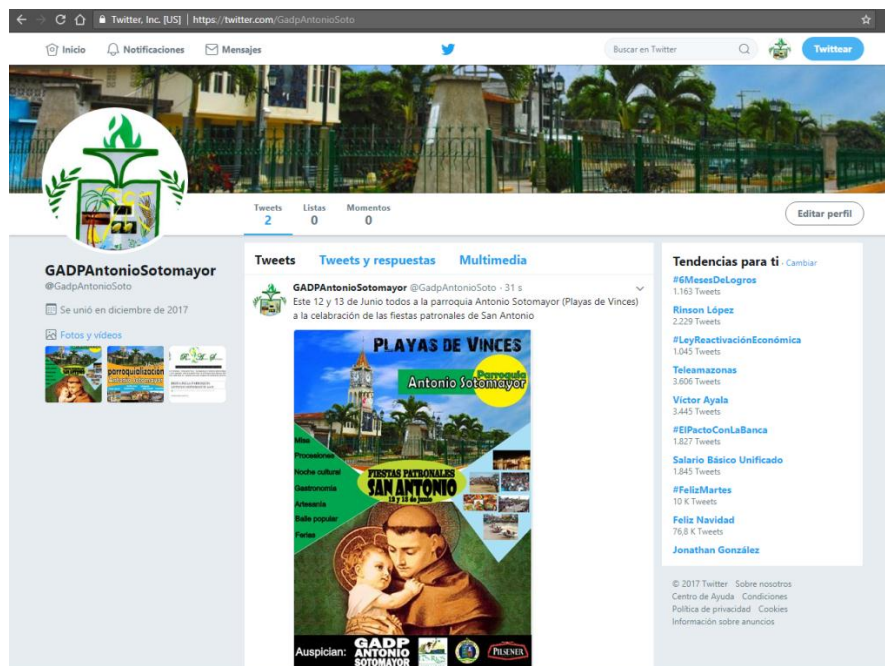 Twitter, Inc. [US] | https://twitter.com/GadpAntonioSoto
Inicio Notificaciones Mensajes
Buscar en Twitter
Twittear
Tweets Listas Momentos
2 0 0
Editar perfil
GADPAntonioSotomayor
@GadpAntonioSoto
Se unió en diciembre de 2017
Fotos y vídeos
parroquialización
Antonio Sotomayor
Tweets Tweets y respuestas Multimedia
GADPAntonioSotomayor @GadpAntonioSoto · 31 s
Este 12 y 13 de Junio todos a la parroquia Antonio Sotomayor (Playas de Vinces)
a la celabración de las fiestas patronales de San Antonio
PLAYAS DE VINCES
Parroquia
Antonio Sotomayor
Misa
Procesiones
Noche cultural
Gastronomía
Artesanía
Baile popular
Ferias
FIESTAS PATRONALES
SAN ANTONIO
12 y 13 de junio
Auspician:
GADP
ANTONIO
SOTOMAYOR
PILSENER
Tendencias para ti · Cambiar
#6MesesDeLogros
1.163 Tweets
Rinson López
2.229 Tweets
#LeyReactivaciónEconómica
1.045 Tweets
Teleamazonas
3.606 Tweets
Víctor Ayala
3.445 Tweets
#ElPactoConLaBanca
1.827 Tweets
Salario Básico Unificado
1.845 Tweets
#FelizMartes
10 K Tweets
Feliz Navidad
76,8 K Tweets
Jonathan González
© 2017 Twitter Sobre nosotros
Centro de Ayuda Condiciones
Política de privacidad Cookies
Información sobre anuncios